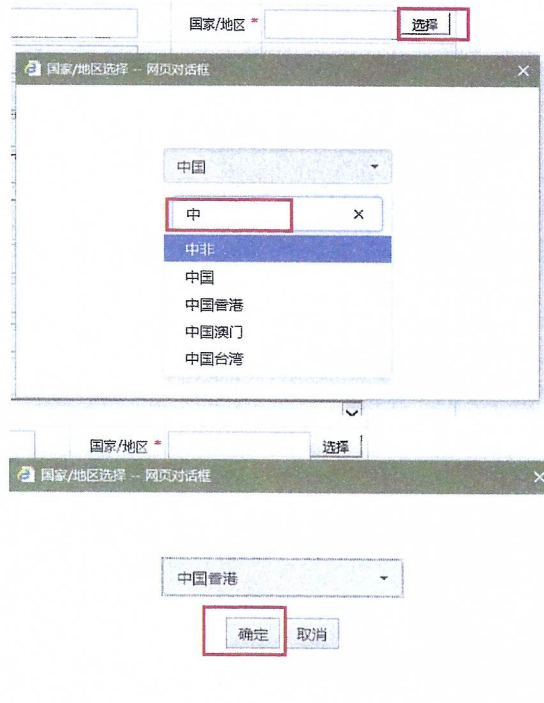 国家/地区 * 选择
国家/地区选择 -- 网页对话框
中国
中
中非
中国
中国香港
中国澳门
中国台湾
国家/地区 * 选择
国家/地区选择 -- 网页对话框
中国香港
确定 取消